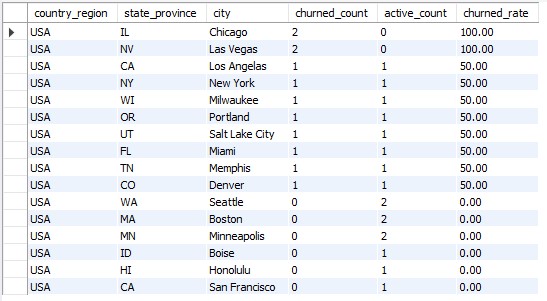 country_region state_province city churned_count active_count churned_rate
USA IL Chicago 2 0 100.00
USA NV Las Vegas 2 0 100.00
USA CA Los Angelas 1 1 50.00
USA NY New York 1 1 50.00
USA WI Milwaukee 1 1 50.00
USA OR Portland 1 1 50.00
USA UT Salt Lake City 1 1 50.00
USA FL Miami 1 1 50.00
USA TN Memphis 1 1 50.00
USA CO Denver 1 1 50.00
USA WA Seattle 0 2 0.00
USA MA Boston 0 2 0.00
USA MN Minneapolis 0 2 0.00
USA ID Boise 0 1 0.00
USA HI Honolulu 0 1 0.00
USA CA San Francisco 0 1 0.00